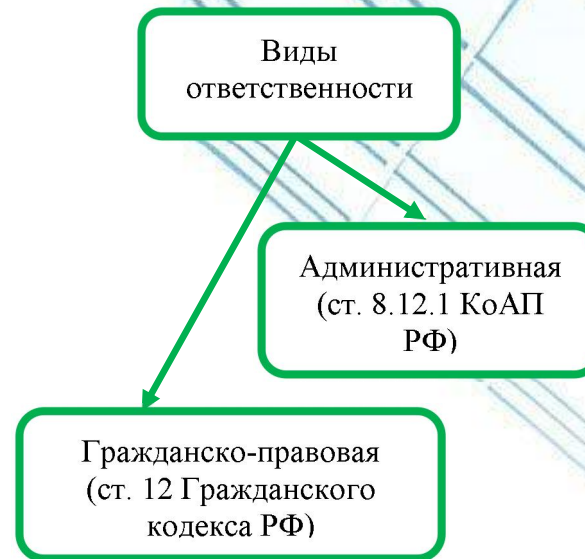 Виды
ответственности
Административная
(ст. 8.12.1 КоАП
РФ)
Гражданско-правовая
(ст. 12 Гражданского
кодекса РФ)